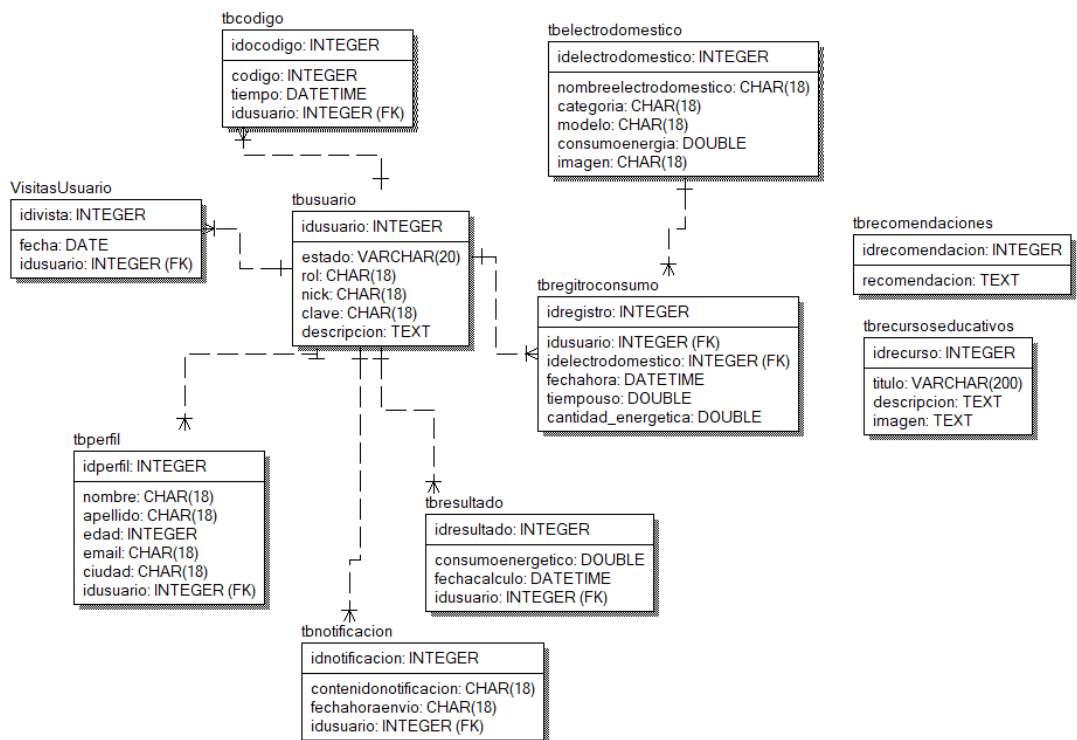 tbcodigo
idocodigo: INTEGER
codigo: INTEGER
tiempo: DATETIME
idusuario: INTEGER (FK)
tbelectrodomestico
idelectrodomestico: INTEGER
nombreelectrodomestico: CHAR(18)
categoria: CHAR(18)
modelo: CHAR(18)
consumoenergia: DOUBLE
imagen: CHAR(18)
VisitasUsuario
idivista: INTEGER
fecha: DATE
idusuario: INTEGER (FK)
tbusuario
idusuario: INTEGER
estado: VARCHAR(20)
rol: CHAR(18)
nick: CHAR(18)
clave: CHAR(18)
descripcion: TEXT
tbregitroconsumo
idregistro: INTEGER
idusuario: INTEGER (FK)
idelectrodomestico: INTEGER (FK)
fechahora: DATETIME
tiempouso: DOUBLE
cantidad_energetica: DOUBLE
tbrecomendaciones
idrecomendacion: INTEGER
recomendacion: TEXT
tbrecursoseducativos
idrecurso: INTEGER
titulo: VARCHAR(200)
descripcion: TEXT
imagen: TEXT
tbperfil
idperfil: INTEGER
nombre: CHAR(18)
apellido: CHAR(18)
edad: INTEGER
email: CHAR(18)
ciudad: CHAR(18)
idusuario: INTEGER (FK)
tbresultado
idresultado: INTEGER
consumoenergetico: DOUBLE
fechacalculo: DATETIME
idusuario: INTEGER (FK)
tbnotificacion
idnotificacion: INTEGER
contenidonotificacion: CHAR(18)
fechahoraenvio: CHAR(18)
idusuario: INTEGER (FK)